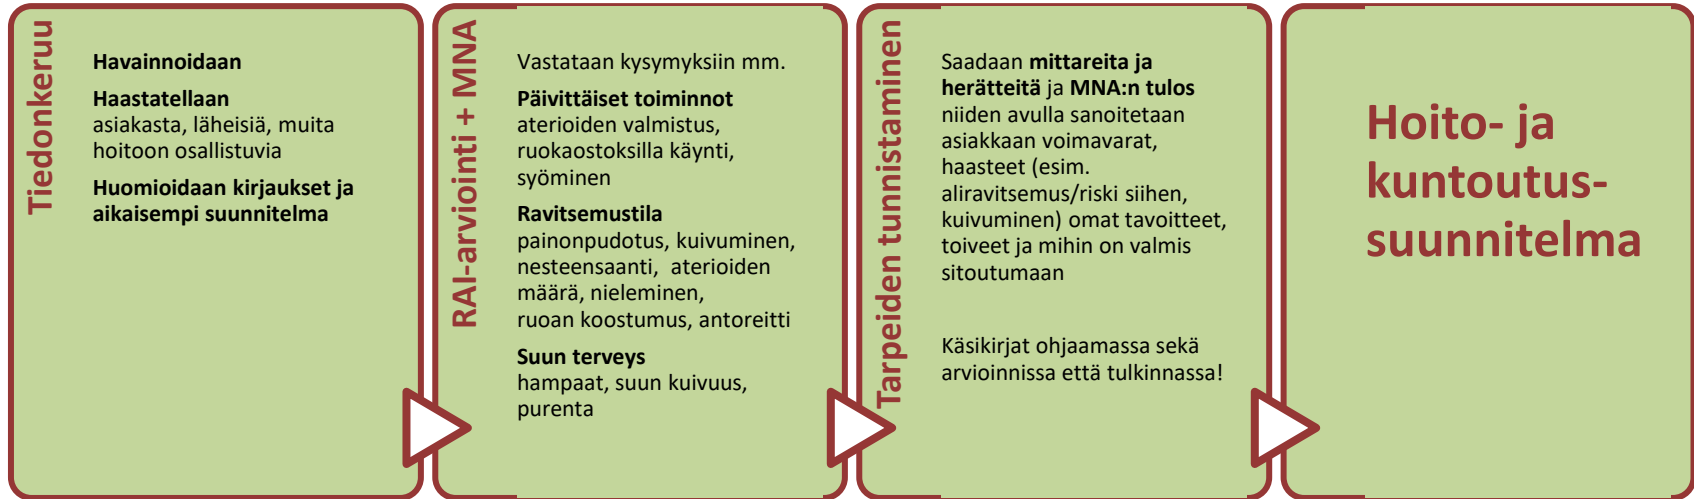 Tiedonkeruu
Havainnoidaan
Haastatellaan
asiakasta, läheisiä, muita
hoitoon osallistuvia
Huomioidaan kirjaukset ja
aikaisempi suunnitelma
RAI-arviointi + MNA
Vastataan kysymyksiin mm.
Päivittäiset toiminnot
aterioiden valmistus,
ruokaostoksilla käynti,
syöminen
Ravitsemustila
painonpudotus, kuivuminen,
nesteensaanti, aterioiden
määrä, nieleminen,
ruoan koostumus, antoreitti
Suun terveys
hampaat, suun kuivuus,
purenta
Tarpeiden tunnistaminen
Saadaan mittareita ja
herätteitä ja MNA:n tulos
niiden avulla sanoitetaan
asiakkaan voimavarat,
haasteet (esim.
aliravitsemus/riski siihen,
kuivuminen) omat tavoitteet,
toiveet ja mihin on valmis
sitoutumaan
Käsikirjat ohjaamassa sekä
arvioinnissa että tulkinnassa!
Hoito- ja
kuntoutus-
suunnitelma